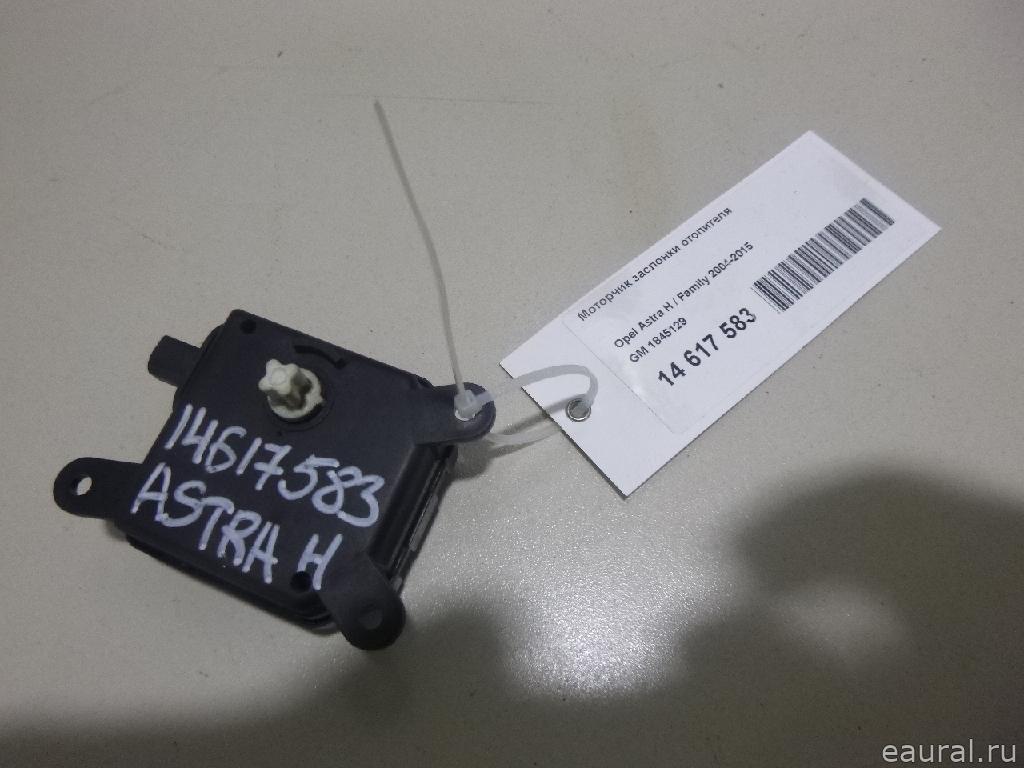 14617583
ASTRA H
Моторчик заслонки отопителя
Opel Astra H / Family 2004-2015
GM 1845129
14 617 583
eaural.ru